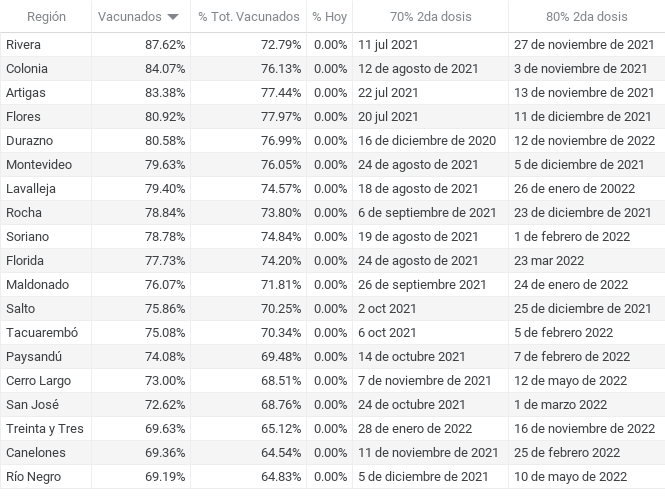 Región Vacunados % Tot. Vacunados % Hoy 70% 2da dosis 80% 2da dosis
Rivera 87.62% 72.79% 0.00% 11 jul 2021 27 de noviembre de 2021
Colonia 84.07% 76.13% 0.00% 12 de agosto de 2021 3 de noviembre de 2021
Artigas 83.38% 77.44% 0.00% 22 jul 2021 13 de noviembre de 2021
Flores 80.92% 77.97% 0.00% 20 jul 2021 11 de diciembre de 2021
Durazno 80.58% 76.99% 0.00% 16 de diciembre de 2020 12 de noviembre de 2022
Montevideo 79.63% 76.05% 0.00% 24 de agosto de 2021 5 de diciembre de 2021
Lavalleja 79.40% 74.57% 0.00% 18 de agosto de 2021 26 de enero de 20022
Rocha 78.84% 73.80% 0.00% 6 de septiembre de 2021 23 de diciembre de 2021
Soriano 78.78% 74.84% 0.00% 19 de agosto de 2021 1 de febrero de 2022
Florida 77.73% 74.20% 0.00% 24 de agosto de 2021 23 mar 2022
Maldonado 76.07% 71.81% 0.00% 26 de septiembre 2021 24 de enero de 2022
Salto 75.86% 70.25% 0.00% 2 oct 2021 25 de diciembre de 2021
Tacuarembó 75.08% 70.34% 0.00% 6 oct 2021 5 de febrero 2022
Paysandú 74.08% 69.48% 0.00% 14 de octubre 2021 7 de febrero de 2022
Cerro Largo 73.00% 68.51% 0.00% 7 de noviembre de 2021 12 de mayo de 2022
San José 72.62% 68.76% 0.00% 24 de octubre 2021 1 de marzo 2022
Treinta y Tres 69.63% 65.12% 0.00% 28 de enero de 2022 16 de noviembre de 2022
Canelones 69.36% 64.54% 0.00% 11 de noviembre de 2021 25 de febrero 2022
Río Negro 69.19% 64.83% 0.00% 5 de diciembre de 2021 10 de mayo de 2022